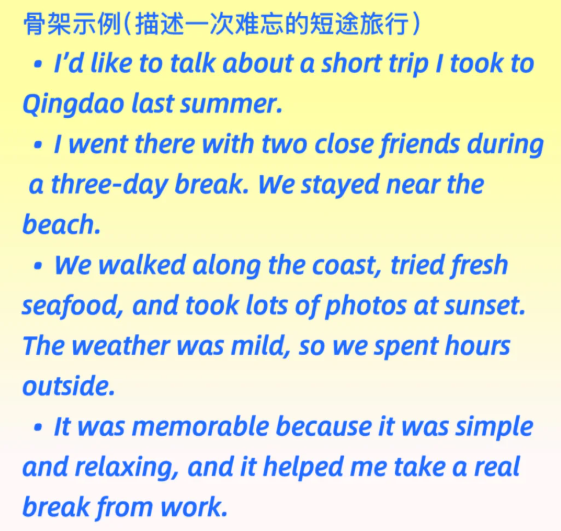 骨架示例(描述一次难忘的短途旅行)
• I'd like to talk about a short trip I took to
Qingdao last summer.
• I went there with two close friends during
a three-day break. We stayed near the
beach.
• We walked along the coast, tried fresh
seafood, and took lots of photos at sunset.
The weather was mild, so we spent hours
outside.
• It was memorable because it was simple
and relaxing, and it helped me take a real
break from work.